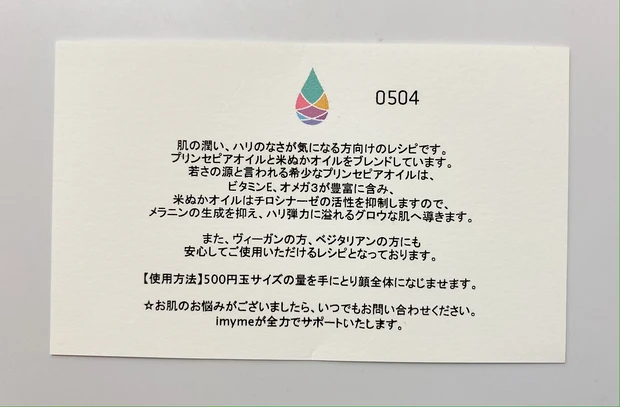 0504
肌の潤い、ハリのなさが気になる方向けのレシピです。
プリンセピアオイルと米ぬかオイルをブレンドしています。
若さの源と言われる希少なプリンセピアオイルは、
ビタミンE、オメガ3が豊富に含み、
米ぬかオイルはチロシナーゼの活性を抑制しますので、
メラニンの生成を抑え、ハリ弾力に溢れるグロウな肌へ導きます。
また、ヴィーガンの方、ベジタリアンの方にも
安心してご使用いただけるレシピとなっております。
【使用方法】500円玉サイズの量を手にとり顔全体になじませます。
☆お肌のお悩みがございましたら、いつでもお問い合わせください。
imymeが全力でサポートいたします。